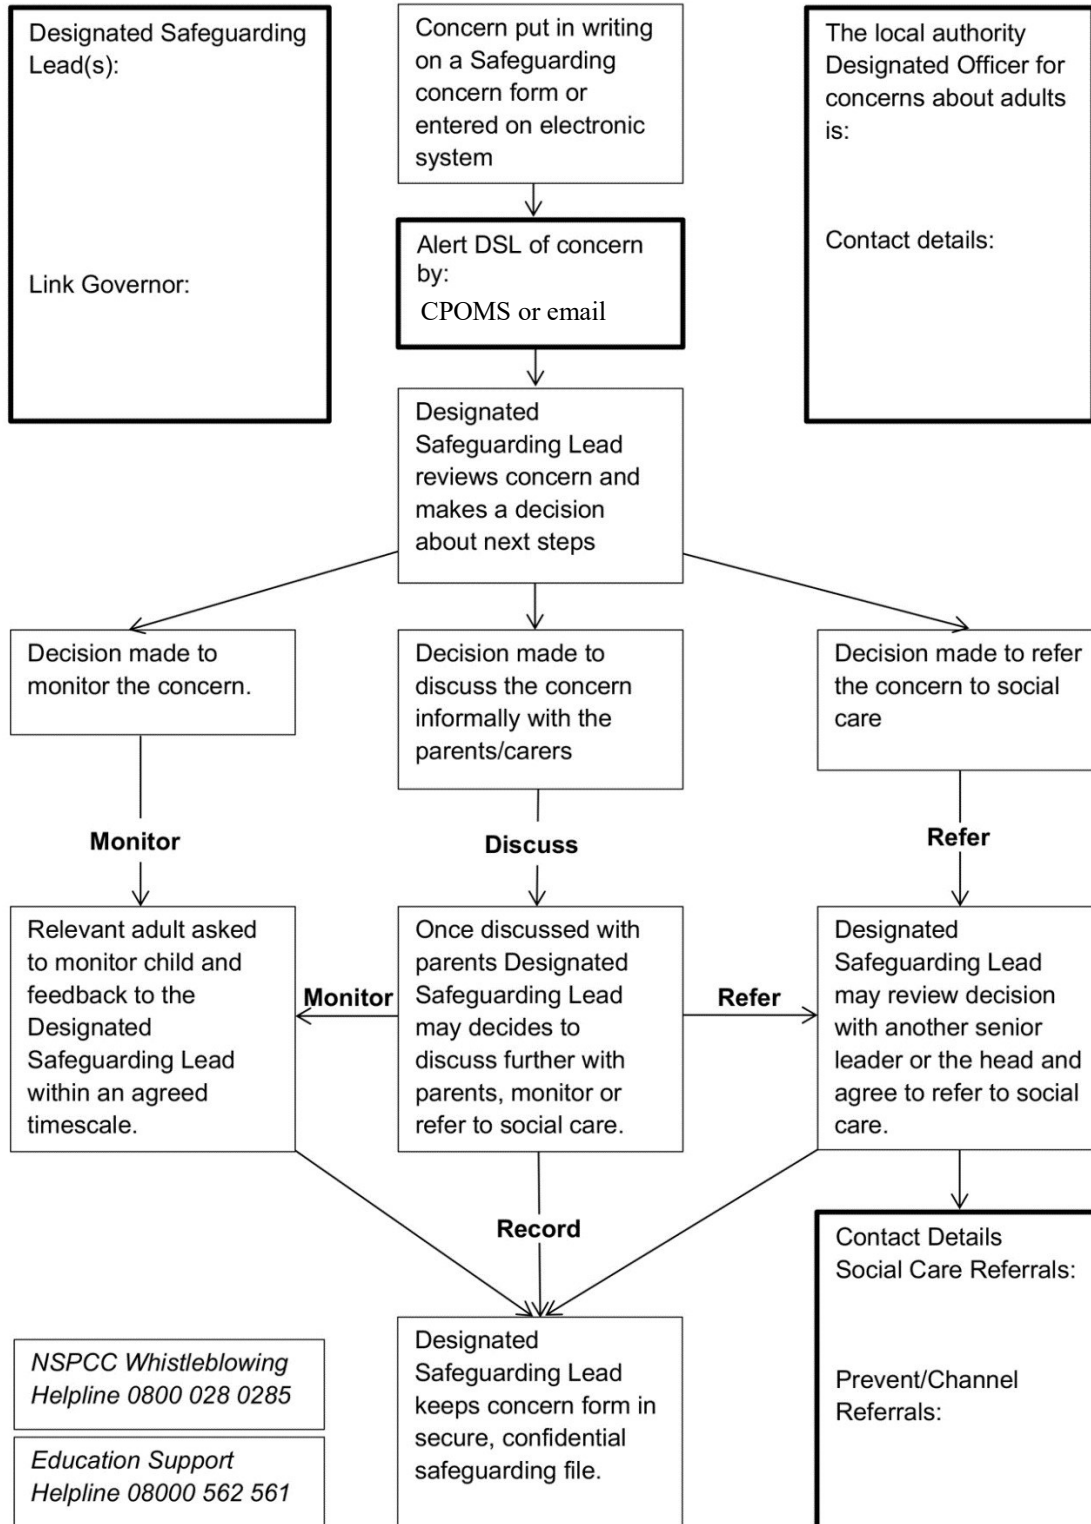 Designated Safeguarding
Lead(s):
Link Governor:
Concern put in writing
on a Safeguarding
concern form or
entered on electronic
system
The local authority
Designated Officer for
concerns about adults
is:
Contact details:
Alert DSL of concern
by:
CPOMS or email
Designated
Safeguarding Lead
reviews concern and
makes a decision
about next steps
Decision made to
monitor the concern.
Decision made to
discuss the concern
informally with the
parents/carers
Decision made to refer
the concern to social
care
Monitor
Discuss
Refer
Relevant adult asked
to monitor child and
feedback to the
Designated
Safeguarding Lead
within an agreed
timescale.
Monitor
Once discussed with
parents Designated
Safeguarding Lead
may decides to
discuss further with
parents, monitor or
refer to social care.
Refer
Designated
Safeguarding Lead
may review decision
with another senior
leader or the head and
agree to refer to social
care.
Record
Contact Details
Social Care Referrals:
Prevent/Channel
Referrals:
Designated
Safeguarding Lead
keeps concern form in
secure, confidential
safeguarding file.
NSPCC Whistleblowing
Helpline 0800 028 0285
Education Support
Helpline 08000 562 561